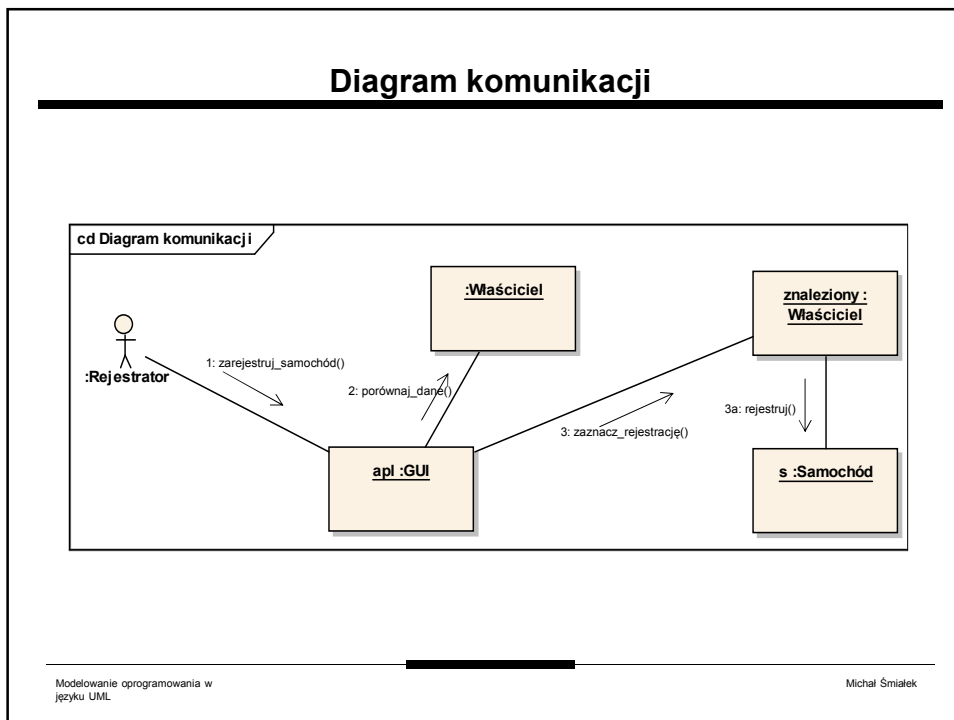 Diagram komunikacji
cd Diagram komunikacji
:Rejestrator
1: zarejestruj_samochód()
:Właściciel
2: porównaj_dane()
apl :GUI
3: zaznacz_rejestrację()
znaleziony :
Właściciel
3a: rejestruj()
s :Samochód
Modelowanie oprogramowania w
języku UML
Michał Śmiałek